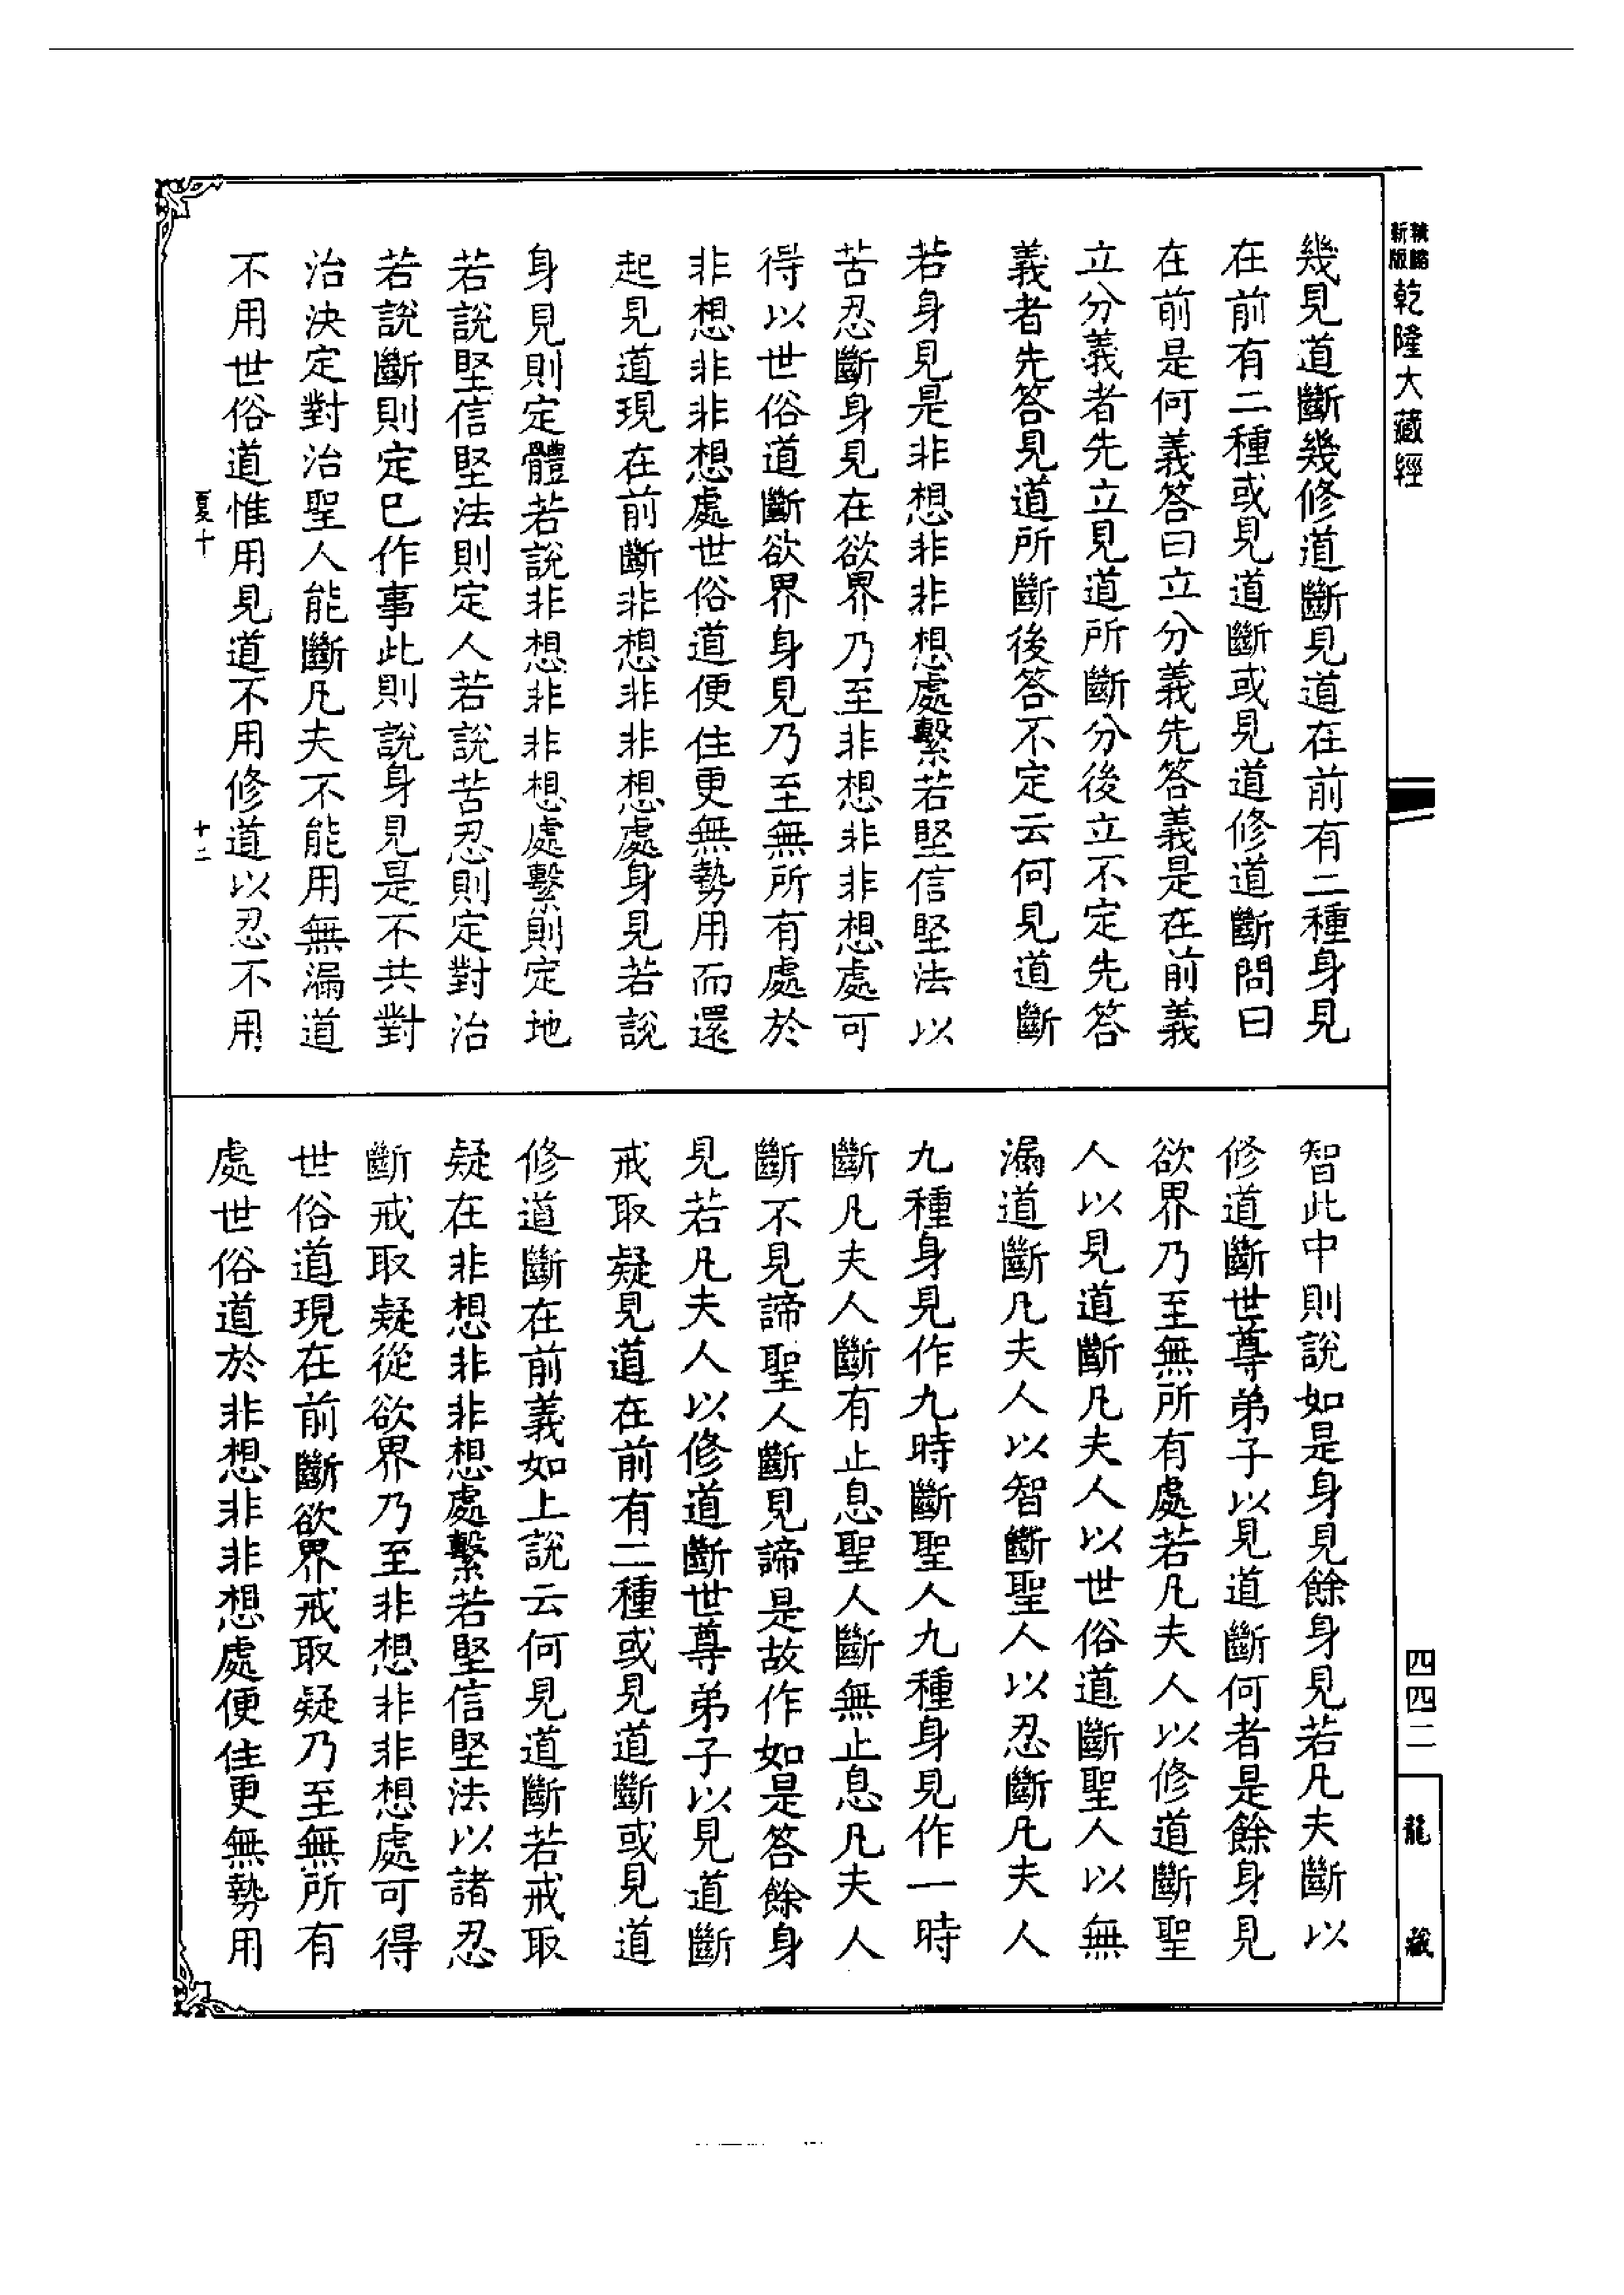 新版
乾隆大藏經
幾見道斷幾修道斷見道在前有二種身見
在前有二種或見道斷或見道修道斷問曰
在前是何義答曰立分義先答義是在前義
立分義者先立見道所斷分後立不定先答
義者先答見道所斷後答不定云何見道斷
若身見是非想非非想處繫若堅信堅法以
苦忍斷身見在欲界乃至非想非非想處可
得以世俗道斷欲界身見乃至無所有處於
非想非非想處世俗道便住更無勢用而還
起見道現在前斷非想非非想處身見若說
身見則定體若說非想非非想處繫則定地
若說堅信堅法則定人若說苦忍則定對治
若說斷則定已作事此則說身見是不共對
治決定對治聖人能斷凡夫不能用無漏道
不用世俗道惟用見道不用修道以忍不用
夏十 十二
智此中則說如是身見餘身見若凡夫斷以
修道斷世尊弟子以見道斷何者是餘身見
欲界乃至無所有處若凡夫人以修道斷聖
人以見道斷凡夫人以世俗道斷聖人以無
漏道斷凡夫人以智斷聖人以忍斷凡夫人
九種身見作九時斷聖人九種身見作一時
斷凡夫人斷有止息聖人斷無止息凡夫人
斷不見諦聖人斷見諦是故作如是答餘身
見若凡夫人以修道斷世尊弟子以見道斷
戒取疑見道在前有二種或見道斷或見道
修道斷在前義如上說云何見道斷若戒取
疑在非想非非想處繫若堅信堅法以諸忍
斷戒取疑從欲界乃至非想非非想處可得
世俗道現在前斷欲界戒取疑乃至無所有
處世俗道於非想非非想處便住更無勢用
四四二
龍藏